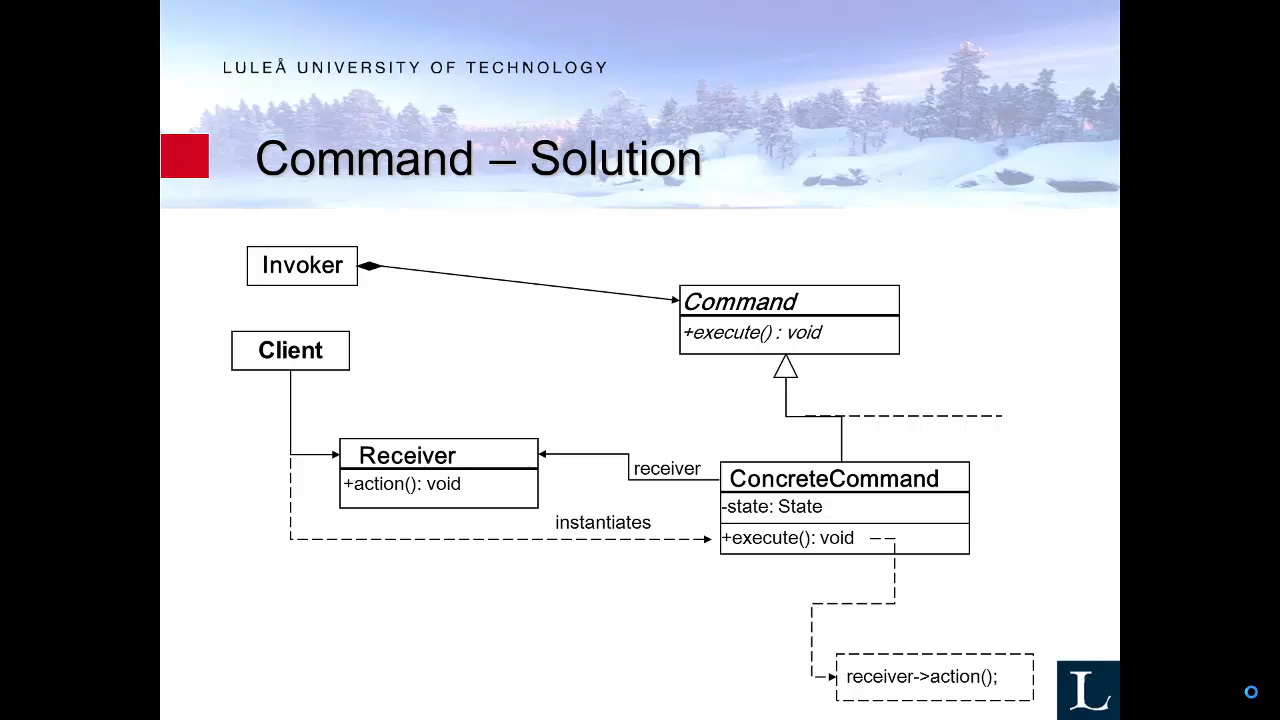 LULEÅ UNIVERSITY OF TECHNOLOGY
Command – Solution
Invoker
Command
+execute() : void
Client
Receiver
+action(): void
receiver
ConcreteCommand
-state: State
instantiates
+execute(): void
receiver->action();
L